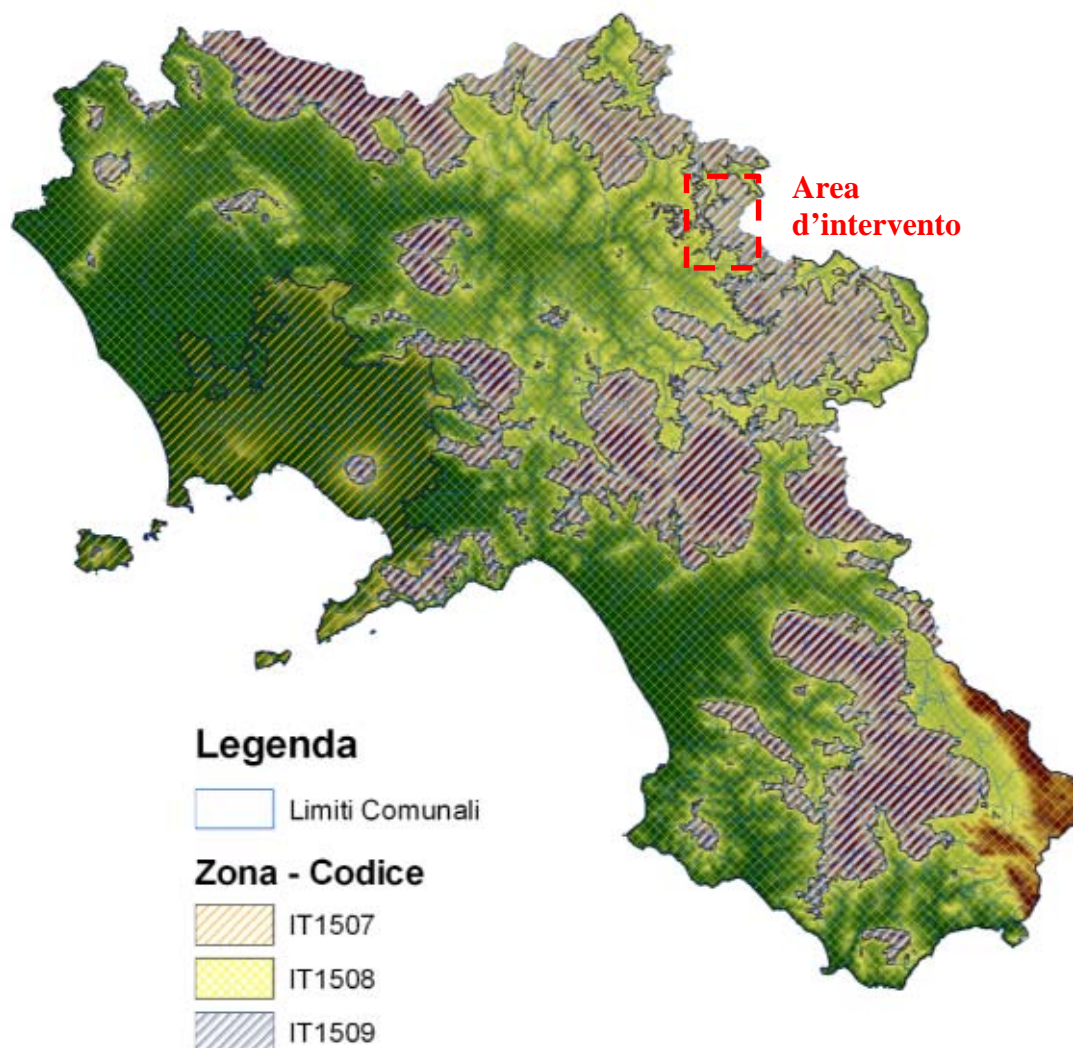 Area
d’intervento
Legenda
Limiti Comunali
Zona - Codice
IT1507
IT1508
IT1509